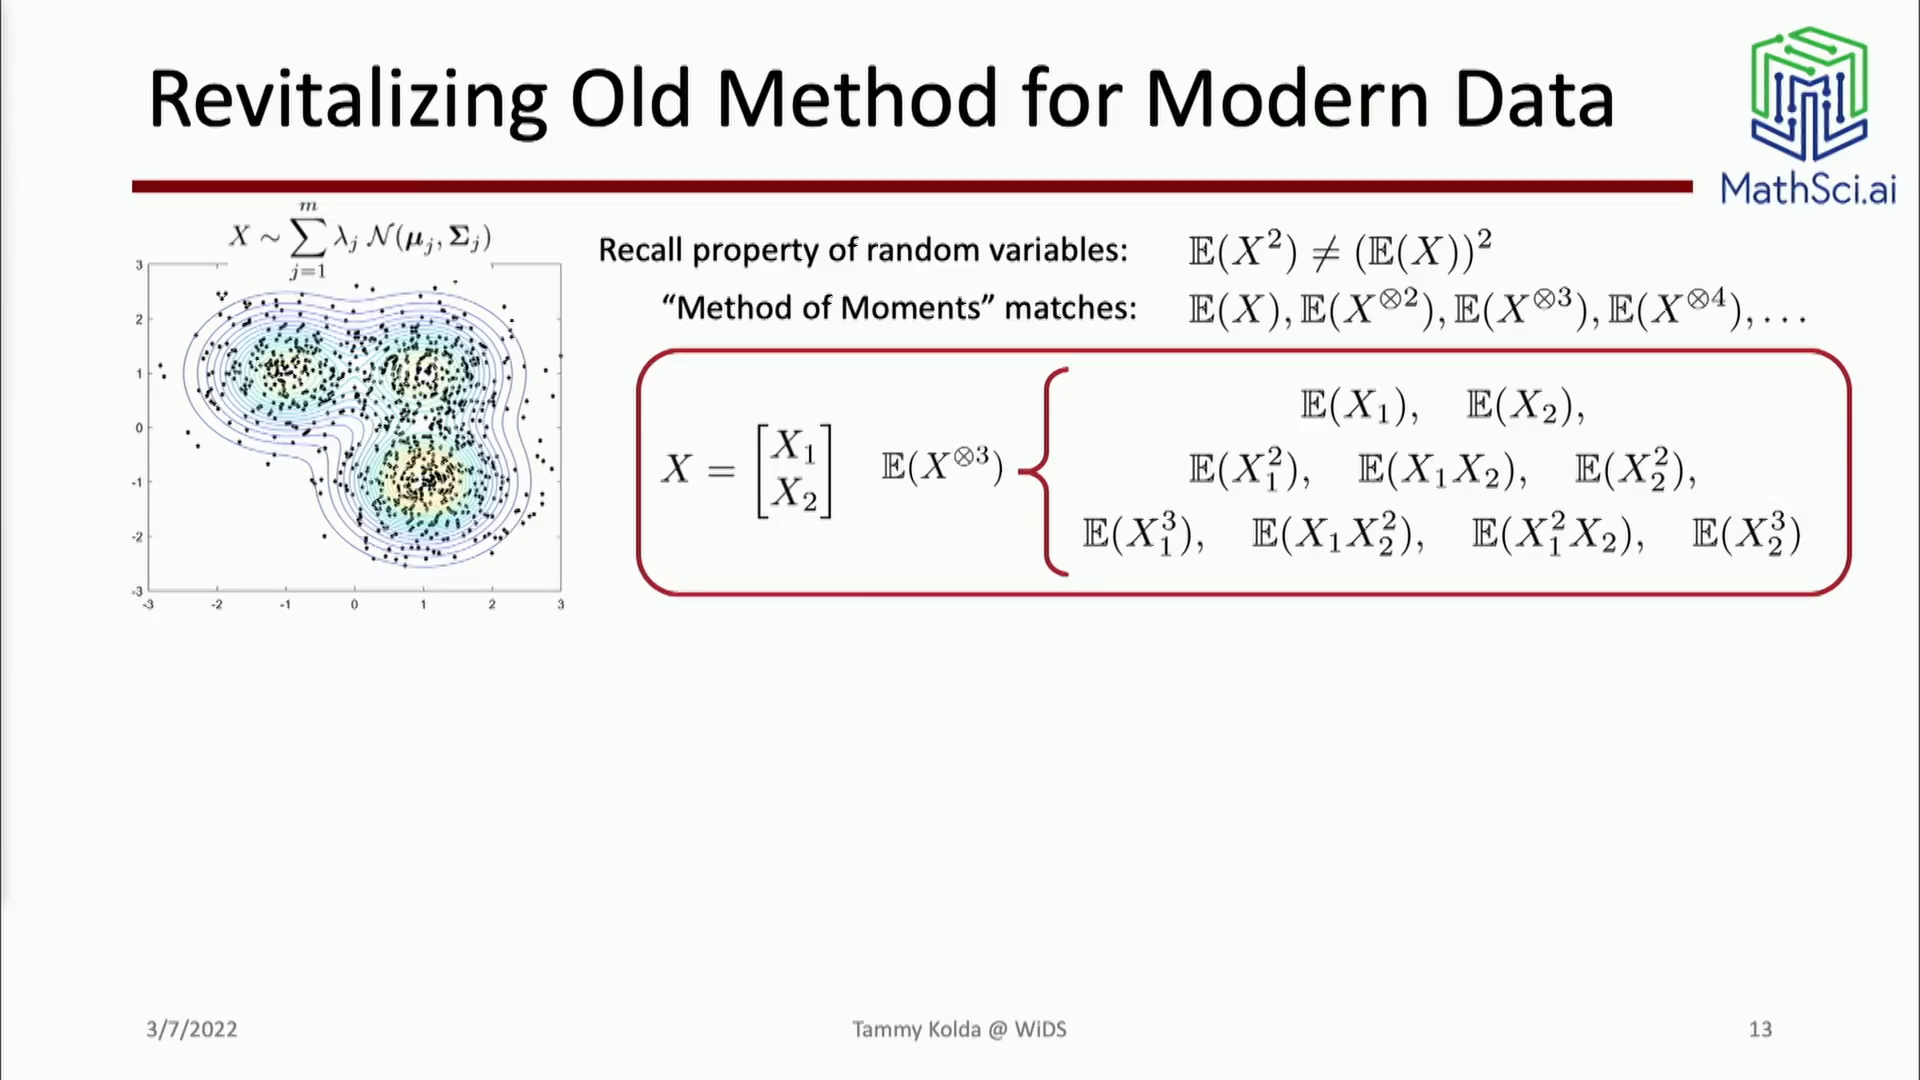 Revitalizing Old Method for Modern Data
MathSci.ai
X ∼ ∑_{j=1}^{m} λ_j 𝒩(μ_j, Σ_j)
Recall property of random variables: 𝔼(X²) ≠ (𝔼(X))²
“Method of Moments” matches: 𝔼(X), 𝔼(X^{⊗2}), 𝔼(X^{⊗3}), 𝔼(X^{⊗4}), . . .
3
2
1
0
-1
-2
-3
-3 -2 -1 0 1 2 3
X = [X₁ X₂] 𝔼(X^{⊗3})
𝔼(X₁), 𝔼(X₂),
𝔼(X₁²), 𝔼(X₁X₂), 𝔼(X₂²),
𝔼(X₁³), 𝔼(X₁X₂²), 𝔼(X₁²X₂), 𝔼(X₂³)
3/7/2022 Tammy Kolda @ WiDS 13